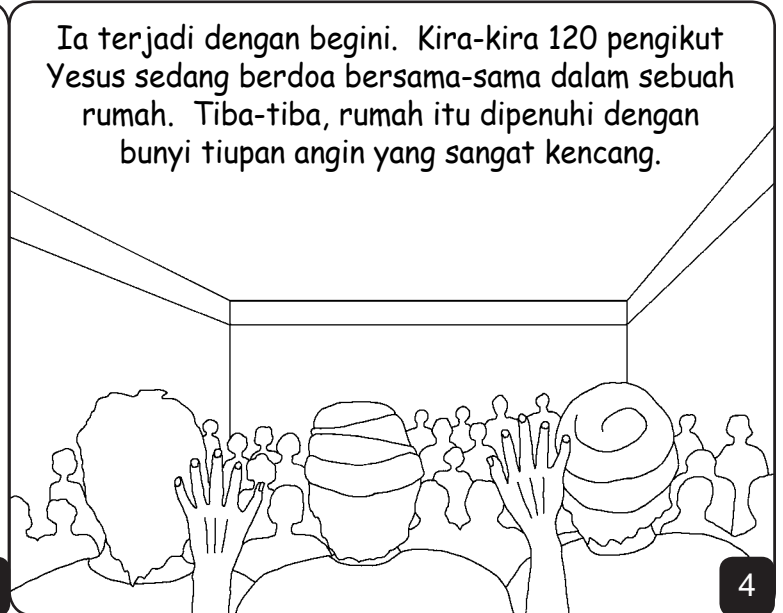 Ia terjadi dengan begini. Kira-kira 120 pengikut
Yesus sedang berdoa bersama-sama dalam sebuah
rumah. Tiba-tiba, rumah itu dipenuhi dengan
bunyi tiupan angin yang sangat kencang.
4